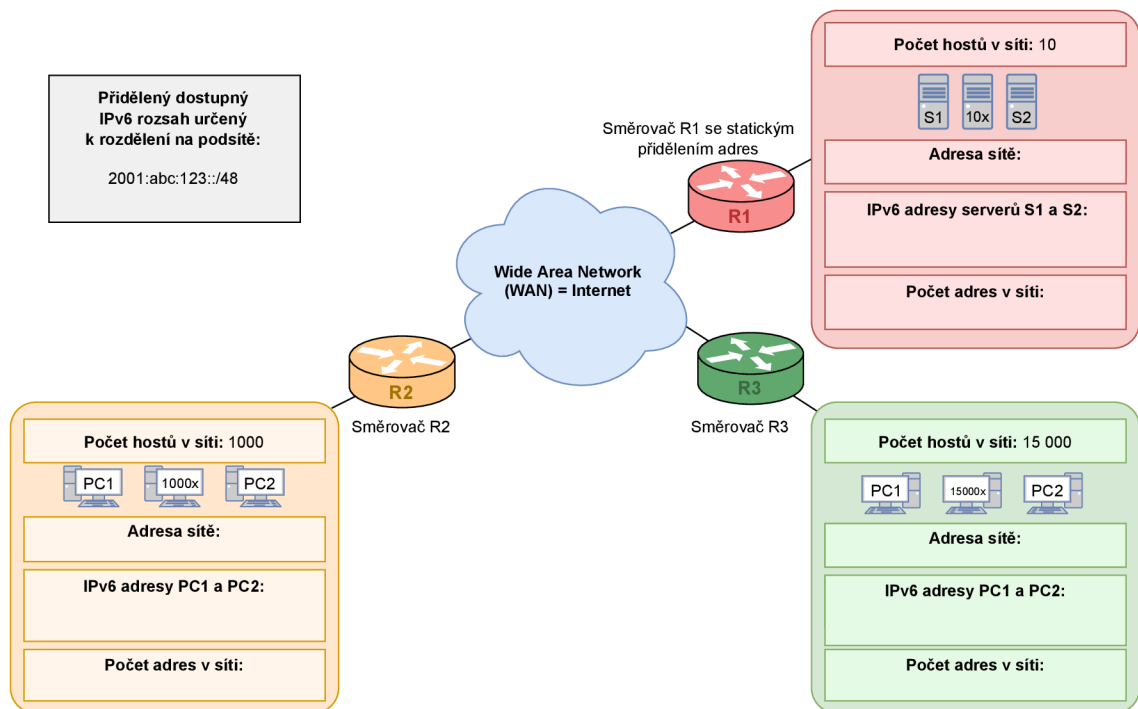 Přidělený dostupný
IPv6 rozsah určený
k rozdělení na podsítě:
2001:abc:123::/48
Směrovač R1 se statickým
přidělením adres
R1
Počet hostů v síti: 10
S1
10x
S2
Adresa sítě:
IPv6 adresy serverů S1 a S2:
Počet adres v síti:
Wide Area Network
(WAN) = Internet
R2
Směrovač R2
R3
Směrovač R3
Počet hostů v síti: 1000
PC1
1000x
PC2
Adresa sítě:
IPv6 adresy PC1 a PC2:
Počet adres v síti:
Počet hostů v síti: 15 000
PC1
15000x
PC2
Adresa sítě:
IPv6 adresy PC1 a PC2:
Počet adres v síti: